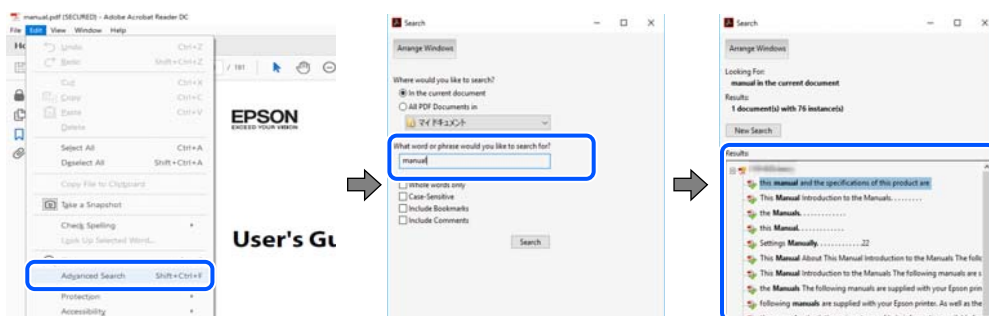 manual.pdf (SECURED) - Adobe Acrobat Reader DC
File Edit View Window Help
Undo Ctrl+Z
Redo Shift+Ctrl+Z
Cut Ctrl+X
Copy Ctrl+C
Paste Ctrl+V
Delete
Select All Ctrl+A
Deselect All Shift+Ctrl+A
Copy File to Clipboard
Take a Snapshot
Check Spelling
Look Up Selected Word...
Advanced Search Shift+Ctrl+F
Protection
Accessibility
/ 181
EPSON
EXCEED YOUR VISION
User's Gu
Search
Arrange Windows
Where would you like to search?
In the current document
All PDF Documents in
マイ ドキュメント
What word or phrase would you like to search for?
manual
Whole words only
Case-Sensitive
Include Bookmarks
Include Comments
Search
Search
Arrange Windows
Looking For:
manual in the current document
Results:
1 document(s) with 76 instance(s)
New Search
Results:
this manual and the specifications of this product are
This Manual Introduction to the Manuals.........
the Manuals............
this Manual............
Settings Manually............22
This Manual About This Manual Introduction to the Manuals The follo
This Manual Introduction to the Manuals The following manuals are s
the Manuals The following manuals are supplied with your Epson prin
following manuals are supplied with your Epson printer. As well as the